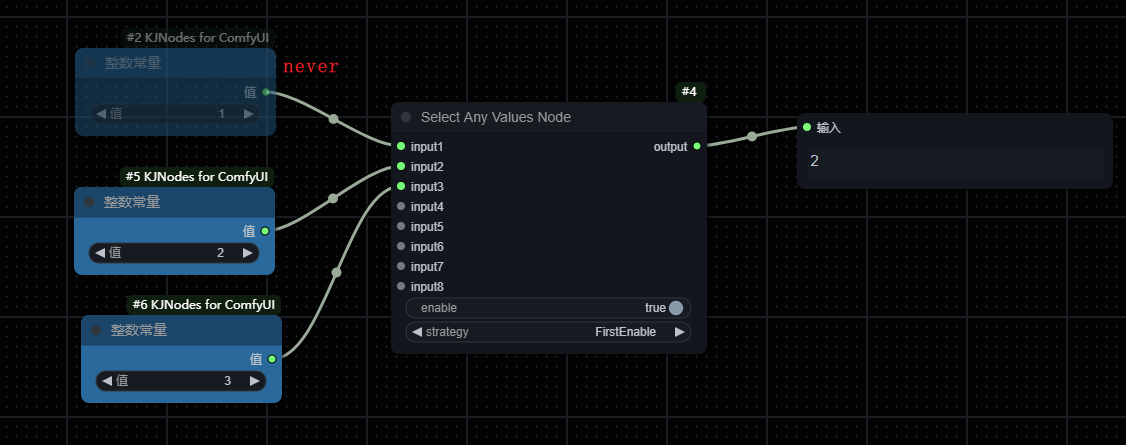 #2 KJNodes for ComfyUI
整数常量
never
值
值 1
#5 KJNodes for ComfyUI
整数常量
值
值 2
#6 KJNodes for ComfyUI
整数常量
值
值 3
#4
Select Any Values Node
input1 output
input2
input3
input4
input5
input6
input7
input8
enable true
strategy FirstEnable
输入
2